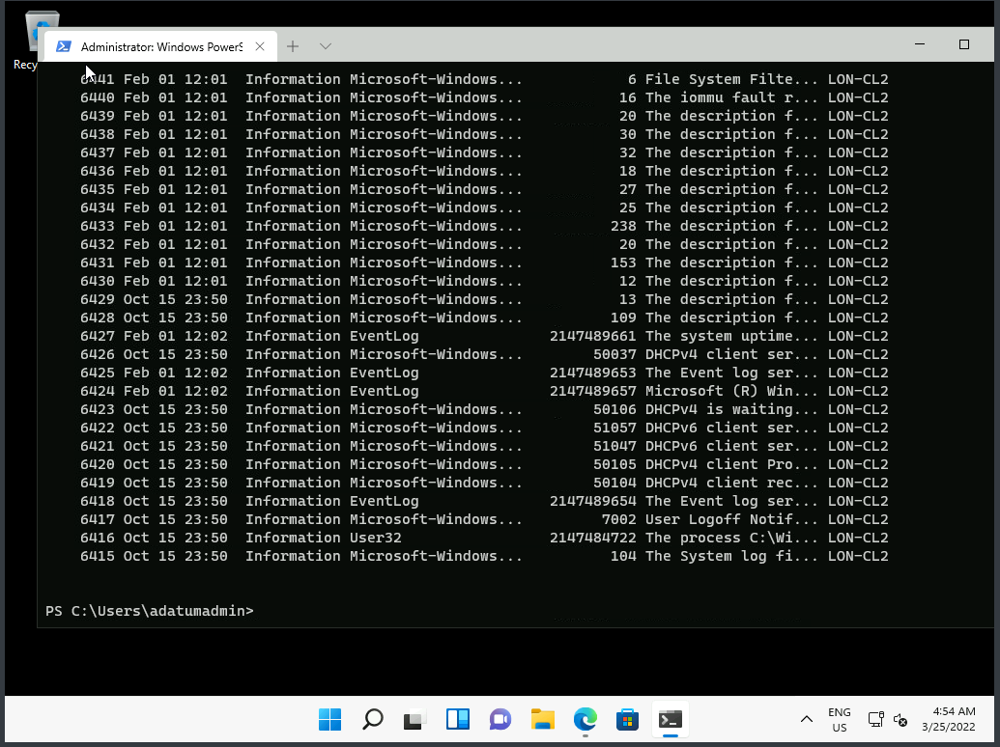 Recy
Administrator: Windows PowerS
6441 Feb 01 12:01 Information Microsoft-Windows... 6 File System Filte... LON-CL2
6440 Feb 01 12:01 Information Microsoft-Windows... 16 The iommu fault r... LON-CL2
6439 Feb 01 12:01 Information Microsoft-Windows... 20 The description f... LON-CL2
6438 Feb 01 12:01 Information Microsoft-Windows... 30 The description f... LON-CL2
6437 Feb 01 12:01 Information Microsoft-Windows... 32 The description f... LON-CL2
6436 Feb 01 12:01 Information Microsoft-Windows... 18 The description f... LON-CL2
6435 Feb 01 12:01 Information Microsoft-Windows... 27 The description f... LON-CL2
6434 Feb 01 12:01 Information Microsoft-Windows... 25 The description f... LON-CL2
6433 Feb 01 12:01 Information Microsoft-Windows... 238 The description f... LON-CL2
6432 Feb 01 12:01 Information Microsoft-Windows... 20 The description f... LON-CL2
6431 Feb 01 12:01 Information Microsoft-Windows... 153 The description f... LON-CL2
6430 Feb 01 12:01 Information Microsoft-Windows... 12 The description f... LON-CL2
6429 Oct 15 23:50 Information Microsoft-Windows... 13 The description f... LON-CL2
6428 Oct 15 23:50 Information Microsoft-Windows... 109 The description f... LON-CL2
6427 Feb 01 12:02 Information EventLog 2147489661 The system uptime... LON-CL2
6426 Oct 15 23:50 Information Microsoft-Windows... 50037 DHCPv4 client ser... LON-CL2
6425 Feb 01 12:02 Information EventLog 2147489653 The Event log ser... LON-CL2
6424 Feb 01 12:02 Information EventLog 2147489657 Microsoft (R) Win... LON-CL2
6423 Oct 15 23:50 Information Microsoft-Windows... 50106 DHCPv4 is waiting... LON-CL2
6422 Oct 15 23:50 Information Microsoft-Windows... 51057 DHCPv6 client ser... LON-CL2
6421 Oct 15 23:50 Information Microsoft-Windows... 51047 DHCPv6 client ser... LON-CL2
6420 Oct 15 23:50 Information Microsoft-Windows... 50105 DHCPv4 client Pro... LON-CL2
6419 Oct 15 23:50 Information Microsoft-Windows... 50104 DHCPv4 client rec... LON-CL2
6418 Oct 15 23:50 Information EventLog 2147489654 The Event log ser... LON-CL2
6417 Oct 15 23:50 Information Microsoft-Windows... 7002 User Logoff Notif... LON-CL2
6416 Oct 15 23:50 Information User32 2147484722 The process C:\Wi... LON-CL2
6415 Oct 15 23:50 Information Microsoft-Windows... 104 The System log fi... LON-CL2
PS C:\Users\adatumadmin>
ENG
US
4:54 AM
3/25/2022